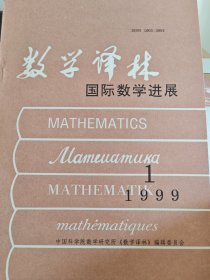 ISSN 1003-3092
数学译林
国际数学进展
MATHEMATICS
Математика
1
MATHEMATIK
1999
mathématiques
中国科学院数学研究所《数学译林》编辑委员会